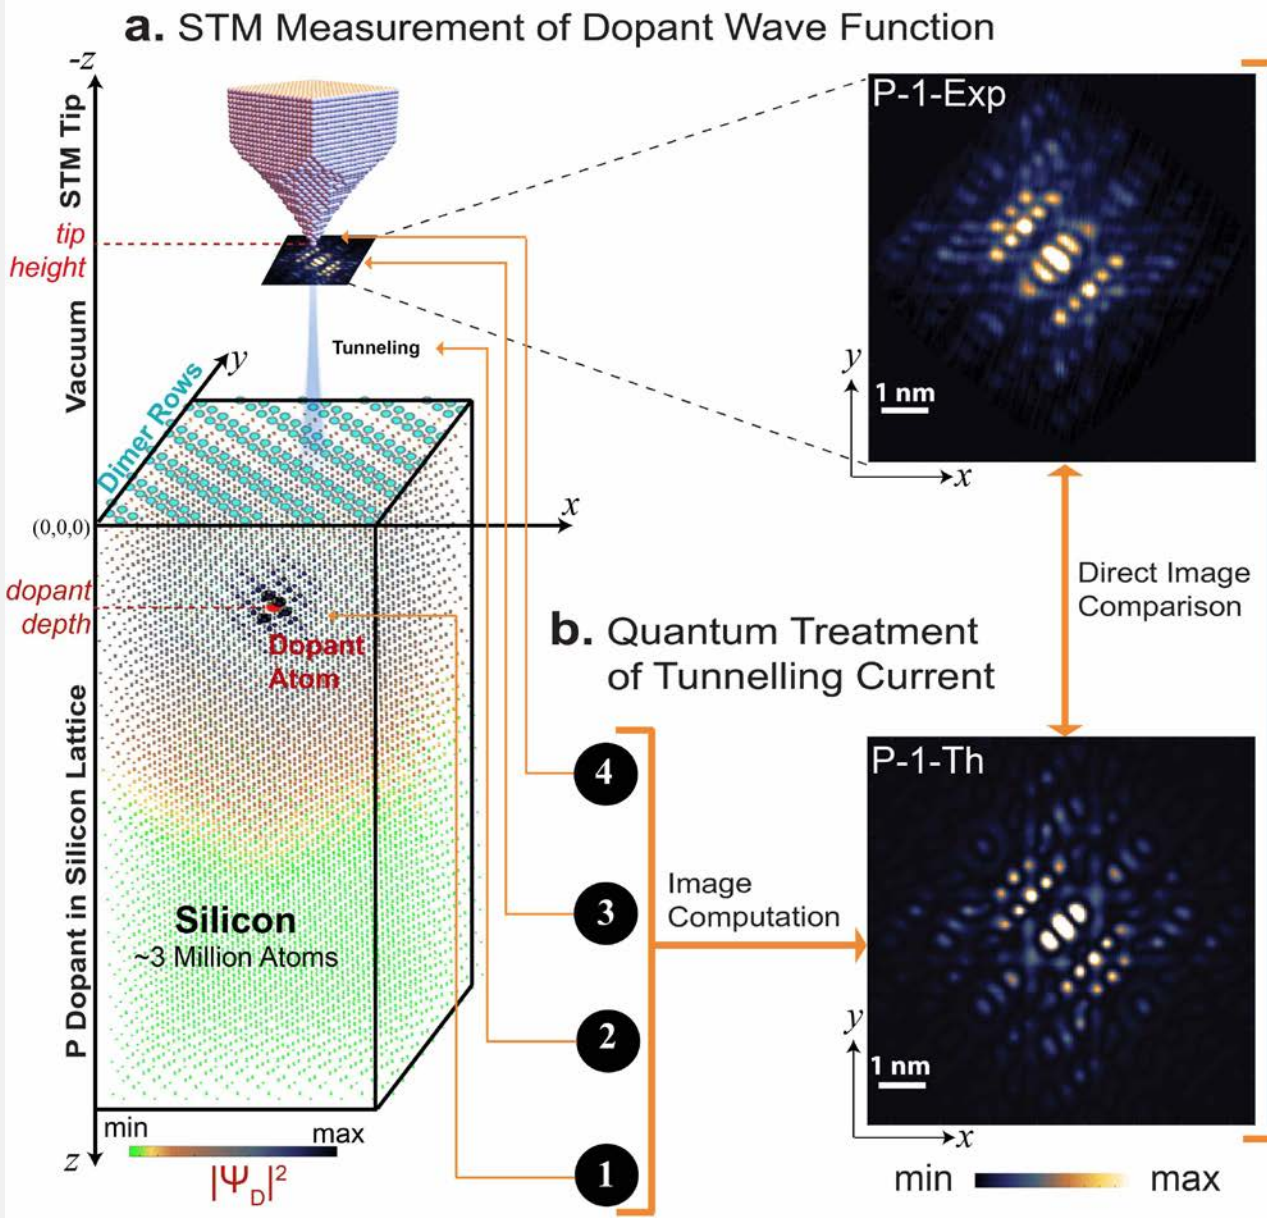 a. STM Measurement of Dopant Wave Function
-z
STM Tip
tip
height
Vacuum
Tunneling
y
Dimer Rows
x
(0,0,0)
dopant
depth
Dopant
Atom
P Dopant in Silicon Lattice
Silicon
~3 Million Atoms
min
max
z
|Ψ_D|²
P-1-Exp
y
1 nm
x
Direct Image
Comparison
b. Quantum Treatment
of Tunnelling Current
4
3
2
1
Image
Computation
P-1-Th
y
1 nm
x
min
max